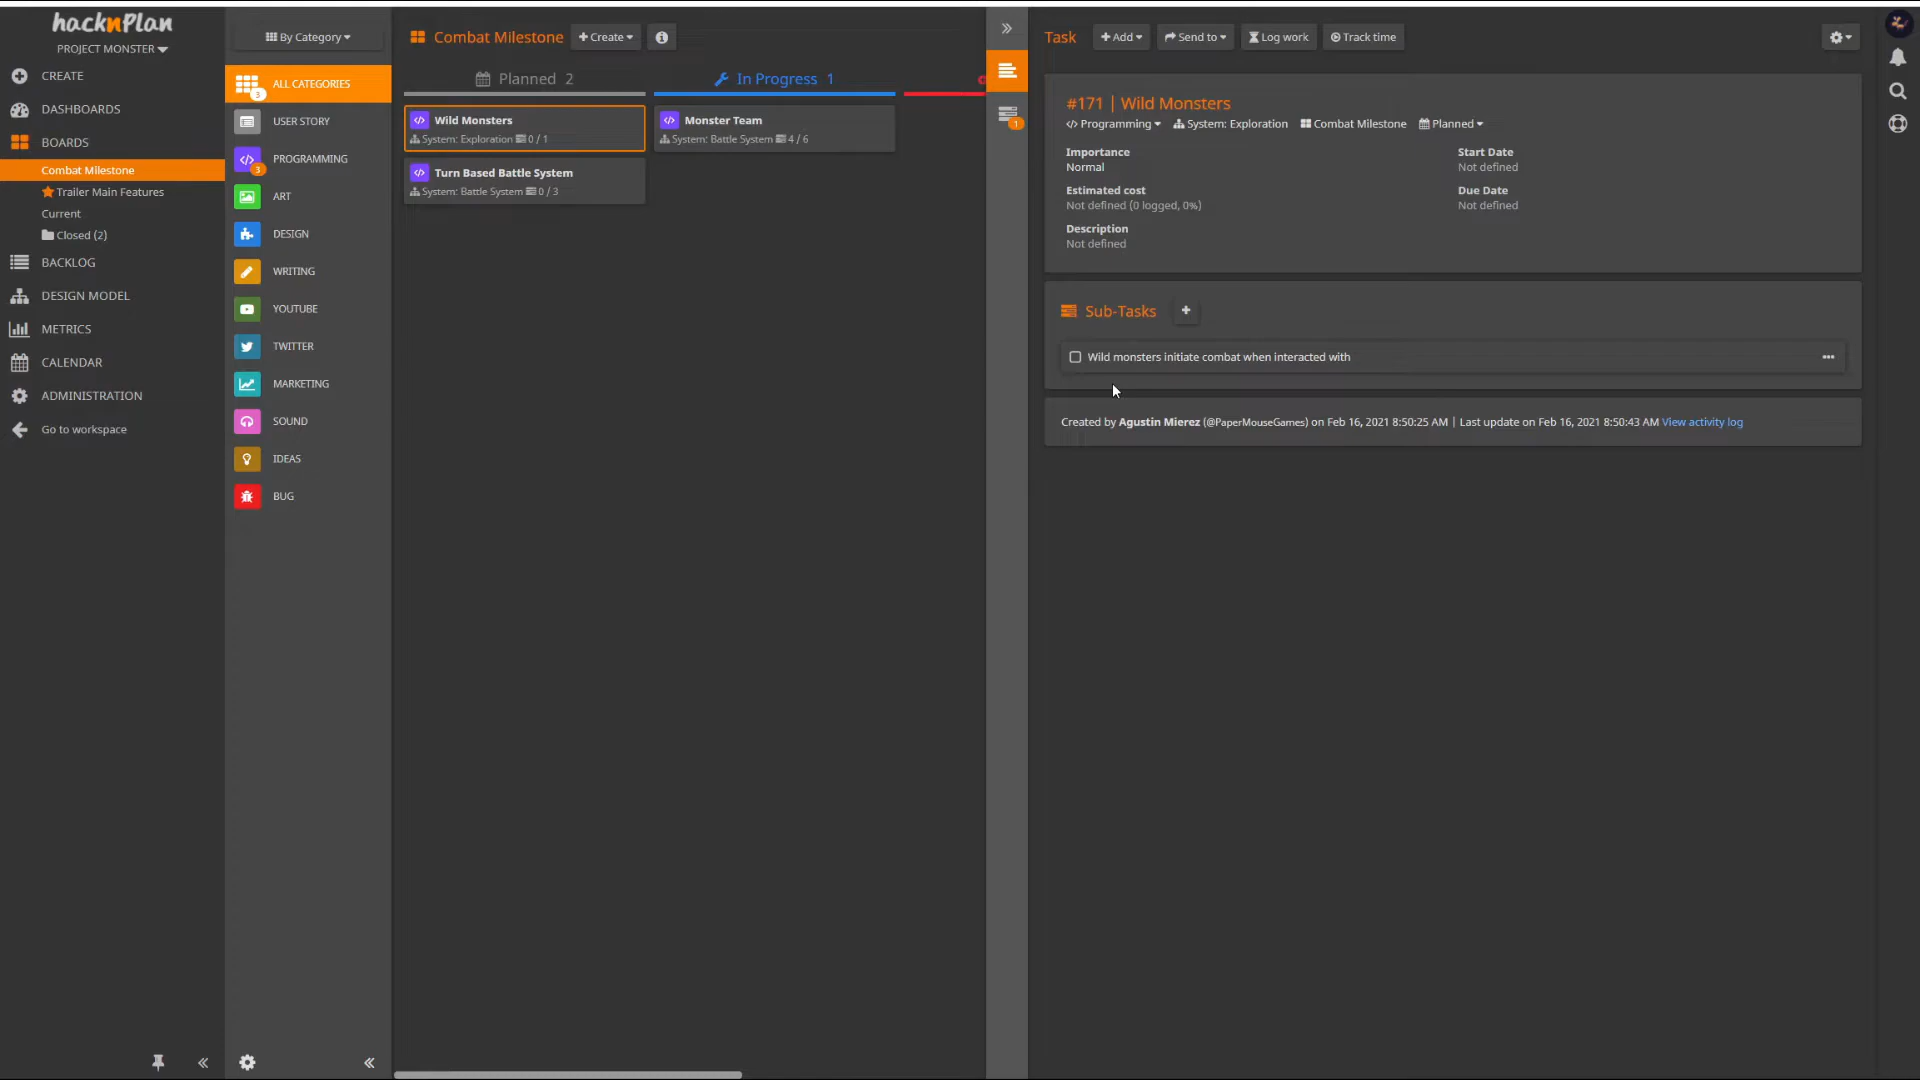 hacknPlan
PROJECT MONSTER
CREATE
DASHBOARDS
BOARDS
Combat Milestone
Trailer Main Features
Current
Closed (2)
BACKLOG
DESIGN MODEL
METRICS
CALENDAR
ADMINISTRATION
Go to workspace
By Category
ALL CATEGORIES
3
USER STORY
PROGRAMMING
3
ART
DESIGN
WRITING
YOUTUBE
TWITTER
MARKETING
SOUND
IDEAS
BUG
Combat Milestone
+ Create
Planned 2
In Progress 1
Wild Monsters
System: Exploration 0 / 1
Turn Based Battle System
System: Battle System 0 / 3
Monster Team
System: Battle System 4 / 6
1
Task
+ Add
Send to
Log work
Track time
#171 | Wild Monsters
Programming System: Exploration Combat Milestone Planned
Importance
Normal
Start Date
Not defined
Estimated cost
Not defined (0 logged, 0%)
Due Date
Not defined
Description
Not defined
Sub-Tasks
+
Wild monsters initiate combat when interacted with
Created by Agustin Mierez (@PaperMouseGames) on Feb 16, 2021 8:50:25 AM | Last update on Feb 16, 2021 8:50:43 AM View activity log